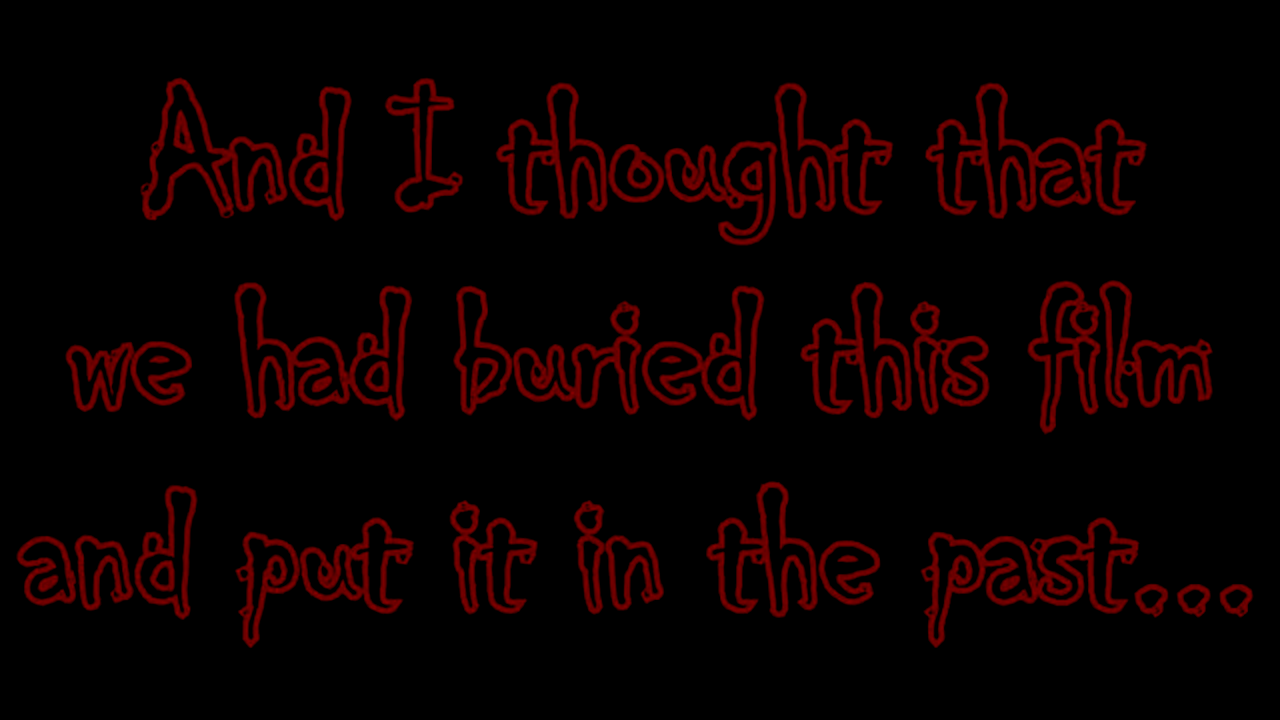 And I thought that
we had buried this film
and put it in the past...